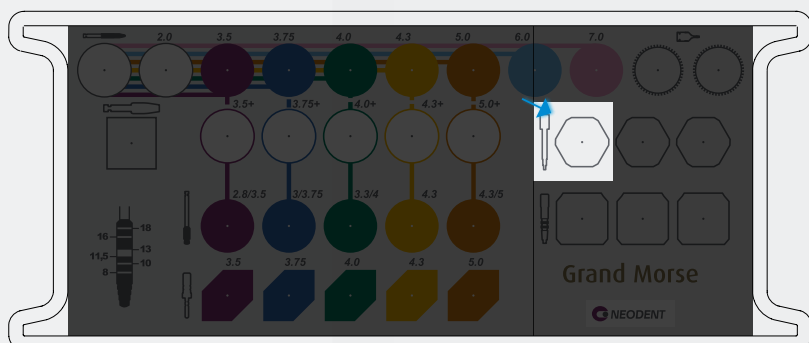 2.0 3.5 3.75 4.0 4.3 5.0 6.0 7.0
3.5+ 3.75+ 4.0+ 4.3+ 5.0+
2.8/3.5 3/3.75 3.3/4 4.3 4.3/5
18
16
13
11,5
10
8
3.5 3.75 4.0 4.3 5.0
Grand Morse
NEODENT